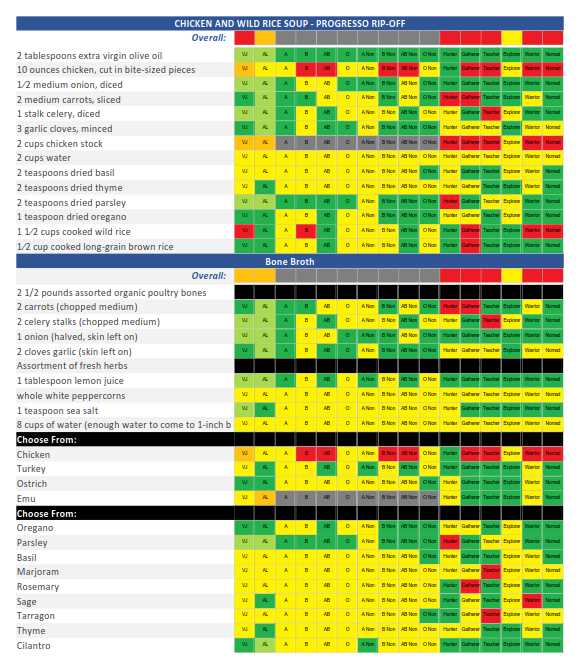 CHICKEN AND WILD RICE SOUP - PROGRESSO RIP-OFF
Overall:
2 tablespoons extra virgin olive oil VJ AL A B AB O A Non B Non AB Non O Non Hunter Gatherer Teacher Explorer Warrior Nomad
10 ounces chicken, cut in bite-sized pieces VJ AL A B AB O A Non B Non AB Non O Non Hunter Gatherer Teacher Explorer Warrior Nomad
1/2 medium onion, diced VJ AL A B AB O A Non B Non AB Non O Non Hunter Gatherer Teacher Explorer Warrior Nomad
2 medium carrots, sliced VJ AL A B AB O A Non B Non AB Non O Non Hunter Gatherer Teacher Explorer Warrior Nomad
1 stalk celery, diced VJ AL A B AB O A Non B Non AB Non O Non Hunter Gatherer Teacher Explorer Warrior Nomad
3 garlic cloves, minced VJ AL A B AB O A Non B Non AB Non O Non Hunter Gatherer Teacher Explorer Warrior Nomad
2 cups chicken stock VJ AL A B AB O A Non B Non AB Non O Non Hunter Gatherer Teacher Explorer Warrior Nomad
2 cups water VJ AL A B AB O A Non B Non AB Non O Non Hunter Gatherer Teacher Explorer Warrior Nomad
2 teaspoons dried basil VJ AL A B AB O A Non B Non AB Non O Non Hunter Gatherer Teacher Explorer Warrior Nomad
2 teaspoons dried thyme VJ AL A B AB O A Non B Non AB Non O Non Hunter Gatherer Teacher Explorer Warrior Nomad
2 teaspoons dried parsley VJ AL A B AB O A Non B Non AB Non O Non Hunter Gatherer Teacher Explorer Warrior Nomad
1 teaspoon dried oregano VJ AL A B AB O A Non B Non AB Non O Non Hunter Gatherer Teacher Explorer Warrior Nomad
1 1/2 cups cooked wild rice VJ AL A B AB O A Non B Non AB Non O Non Hunter Gatherer Teacher Explorer Warrior Nomad
1/2 cup cooked long-grain brown rice VJ AL A B AB O A Non B Non AB Non O Non Hunter Gatherer Teacher Explorer Warrior Nomad
Bone Broth
Overall:
2 1/2 pounds assorted organic poultry bones
2 carrots (chopped medium) VJ AL A B AB O A Non B Non AB Non O Non Hunter Gatherer Teacher Explorer Warrior Nomad
2 celery stalks (chopped medium) VJ AL A B AB O A Non B Non AB Non O Non Hunter Gatherer Teacher Explorer Warrior Nomad
1 onion (halved, skin left on) VJ AL A B AB O A Non B Non AB Non O Non Hunter Gatherer Teacher Explorer Warrior Nomad
2 cloves garlic (skin left on) VJ AL A B AB O A Non B Non AB Non O Non Hunter Gatherer Teacher Explorer Warrior Nomad
Assortment of fresh herbs
1 tablespoon lemon juice VJ AL A B AB O A Non B Non AB Non O Non Hunter Gatherer Teacher Explorer Warrior Nomad
whole white peppercorns VJ AL A B AB O A Non B Non AB Non O Non Hunter Gatherer Teacher Explorer Warrior Nomad
1 teaspoon sea salt VJ AL A B AB O A Non B Non AB Non O Non Hunter Gatherer Teacher Explorer Warrior Nomad
8 cups of water (enough water to come to 1-inch b VJ AL A B AB O A Non B Non AB Non O Non Hunter Gatherer Teacher Explorer Warrior Nomad
Choose From:
Chicken VJ AL A B AB O A Non B Non AB Non O Non Hunter Gatherer Teacher Explorer Warrior Nomad
Turkey VJ AL A B AB O A Non B Non AB Non O Non Hunter Gatherer Teacher Explorer Warrior Nomad
Ostrich VJ AL A B AB O A Non B Non AB Non O Non Hunter Gatherer Teacher Explorer Warrior Nomad
Emu VJ AL A B AB O A Non B Non AB Non O Non Hunter Gatherer Teacher Explorer Warrior Nomad
Choose From:
Oregano VJ AL A B AB O A Non B Non AB Non O Non Hunter Gatherer Teacher Explorer Warrior Nomad
Parsley VJ AL A B AB O A Non B Non AB Non O Non Hunter Gatherer Teacher Explorer Warrior Nomad
Basil VJ AL A B AB O A Non B Non AB Non O Non Hunter Gatherer Teacher Explorer Warrior Nomad
Marjoram VJ AL A B AB O A Non B Non AB Non O Non Hunter Gatherer Teacher Explorer Warrior Nomad
Rosemary VJ AL A B AB O A Non B Non AB Non O Non Hunter Gatherer Teacher Explorer Warrior Nomad
Sage VJ AL A B AB O A Non B Non AB Non O Non Hunter Gatherer Teacher Explorer Warrior Nomad
Tarragon VJ AL A B AB O A Non B Non AB Non O Non Hunter Gatherer Teacher Explorer Warrior Nomad
Thyme VJ AL A B AB O A Non B Non AB Non O Non Hunter Gatherer Teacher Explorer Warrior Nomad
Cilantro VJ AL A B AB O A Non B Non AB Non O Non Hunter Gatherer Teacher Explorer Warrior Nomad